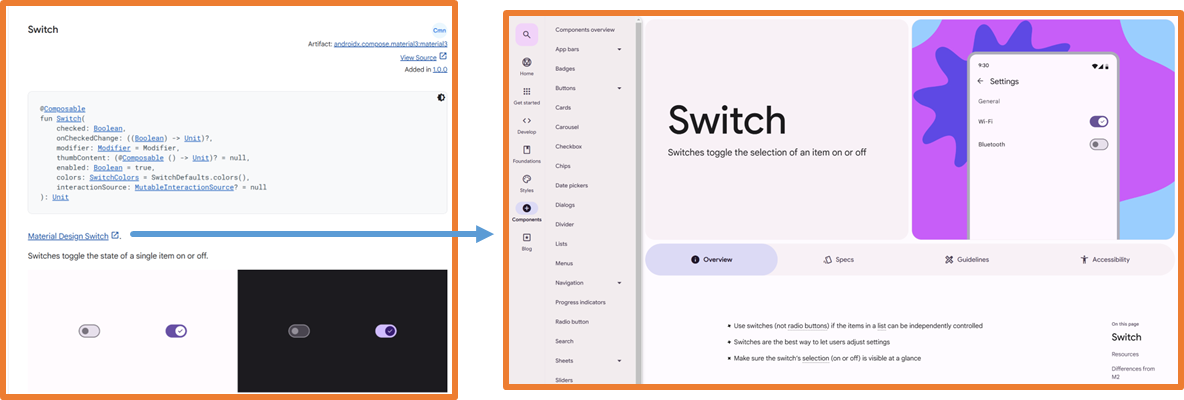 Switch
Cmn
Artifact: androidx.compose.material3:material3
View Source
Added in 1.0.0
@Composable
fun Switch(
checked: Boolean,
onCheckedChange: ((Boolean) -> Unit)?,
modifier: Modifier = Modifier,
thumbContent: (@Composable () -> Unit)? = null,
enabled: Boolean = true,
colors: SwitchColors = SwitchDefaults.colors(),
interactionSource: MutableInteractionSource? = null
): Unit
Material Design Switch .
Switches toggle the state of a single item on or off.
Home
Get started
Develop
Foundations
Styles
Components
Blog
Components overview
App bars
Badges
Buttons
Cards
Carousel
Checkbox
Chips
Date pickers
Dialogs
Divider
Lists
Menus
Navigation
Progress indicators
Radio button
Search
Sheets
Sliders
Switch
Switches toggle the selection of an item on or off
9:30
Settings
General
Wi-Fi
Bluetooth
Overview
Specs
Guidelines
Accessibility
• Use switches (not radio buttons) if the items in a list can be independently controlled
• Switches are the best way to let users adjust settings
• Make sure the switch's selection (on or off) is visible at a glance
On this page
Switch
Resources
Differences from
M2